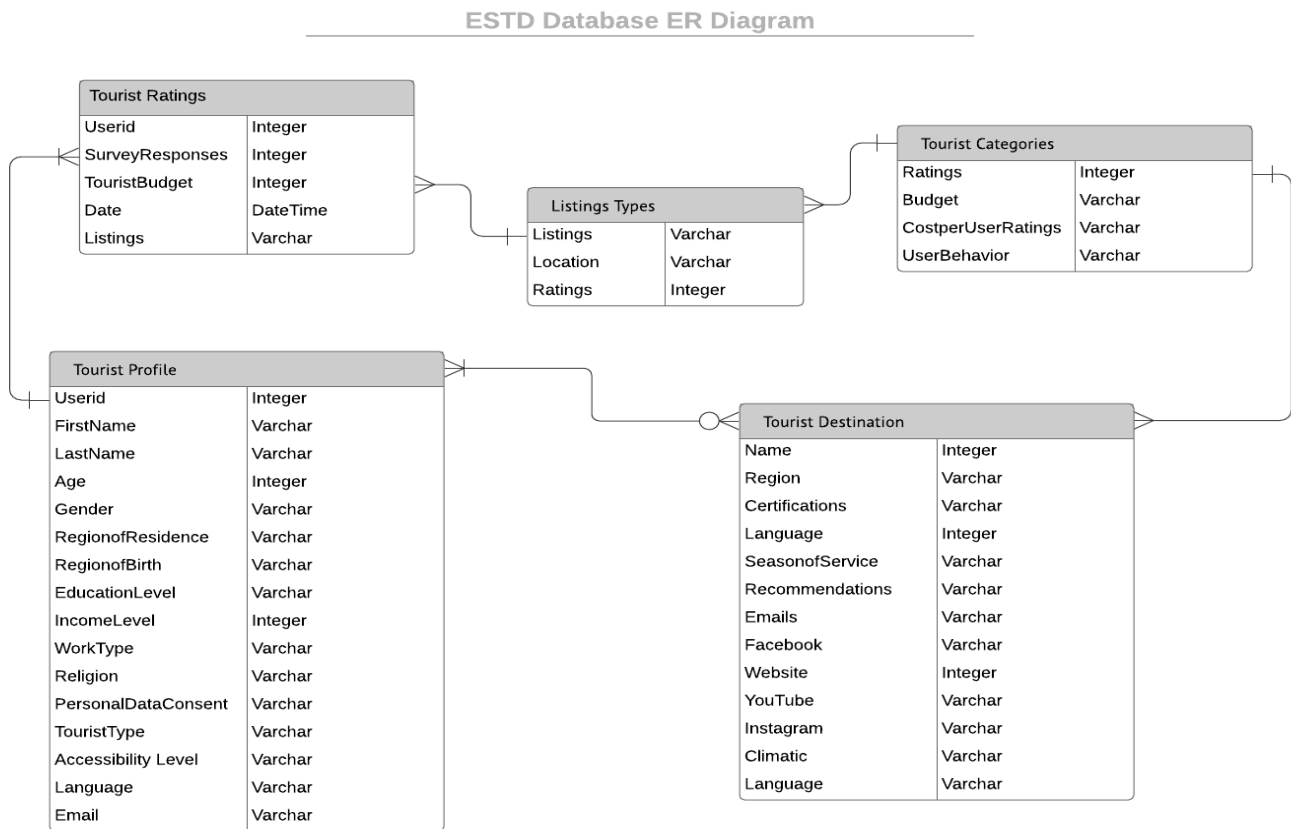 ESTD Database ER Diagram
Tourist Ratings
Userid Integer
SurveyResponses Integer
TouristBudget Integer
Date DateTime
Listings Varchar
Listings Types
Listings Varchar
Location Varchar
Ratings Integer
Tourist Categories
Ratings Integer
Budget Varchar
CostperUserRatings Varchar
UserBehavior Varchar
Tourist Profile
Userid Integer
FirstName Varchar
LastName Varchar
Age Integer
Gender Varchar
RegionofResidence Varchar
RegionofBirth Varchar
EducationLevel Varchar
IncomeLevel Integer
WorkType Varchar
Religion Varchar
PersonalDataConsent Varchar
TouristType Varchar
Accessibility Level Varchar
Language Varchar
Email Varchar
Tourist Destination
Name Integer
Region Varchar
Certifications Varchar
Language Integer
SeasonofService Varchar
Recommendations Varchar
Emails Varchar
Facebook Varchar
Website Integer
YouTube Varchar
Instagram Varchar
Climatic Varchar
Language Varchar